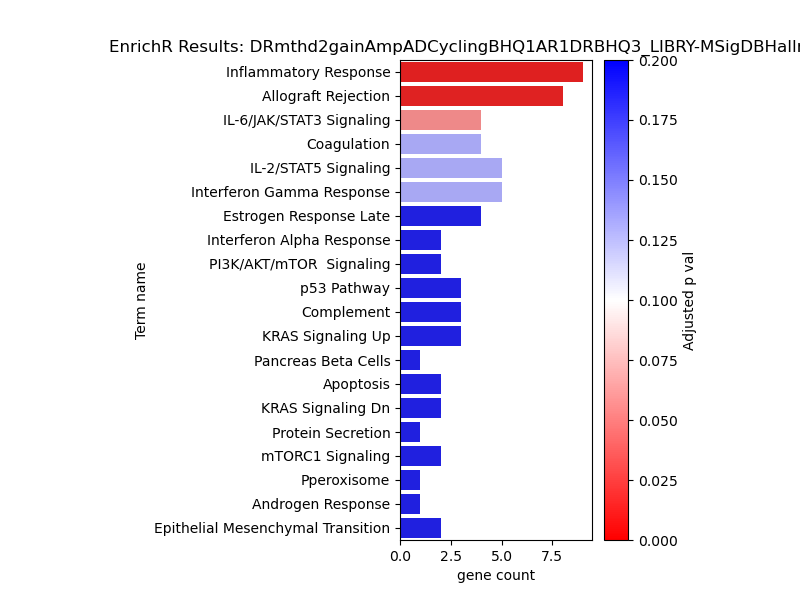 EnrichR Results: DRmthd2gainAmpADCyclingBHQ1AR1DRBHQ3_LIBRY-MSigDBHall
Inflammatory Response
Allograft Rejection
IL-6/JAK/STAT3 Signaling
Coagulation
IL-2/STAT5 Signaling
Interferon Gamma Response
Estrogen Response Late
Interferon Alpha Response
PI3K/AKT/mTOR  Signaling
p53 Pathway
Complement
KRAS Signaling Up
Pancreas Beta Cells
Apoptosis
KRAS Signaling Dn
Protein Secretion
mTORC1 Signaling
Pperoxisome
Androgen Response
Epithelial Mesenchymal Transition
Term name
0.0 2.5 5.0 7.5
gene count
0.200
0.175
0.150
0.125
0.100
0.075
0.050
0.025
0.000
Adjusted p val